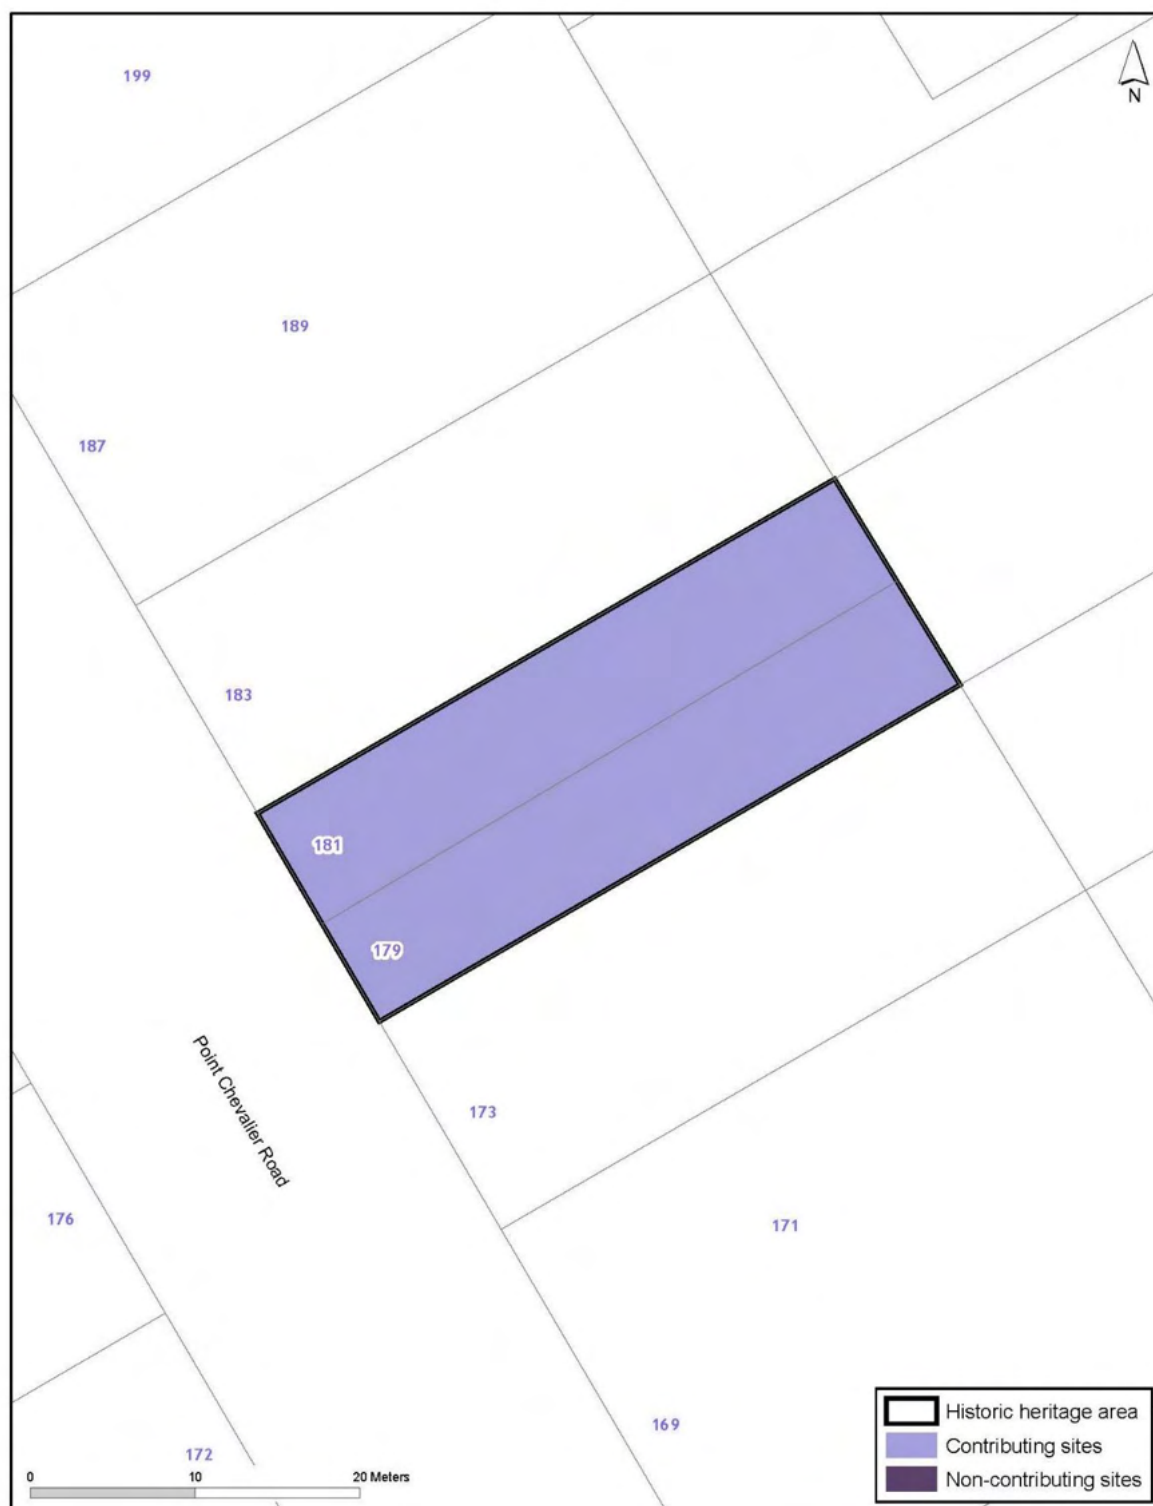 199
N
189
187
183
181
179
Point Chevalier Road
173
176
171
169
172
0 10 20 Meters
Historic heritage area
Contributing sites
Non-contributing sites